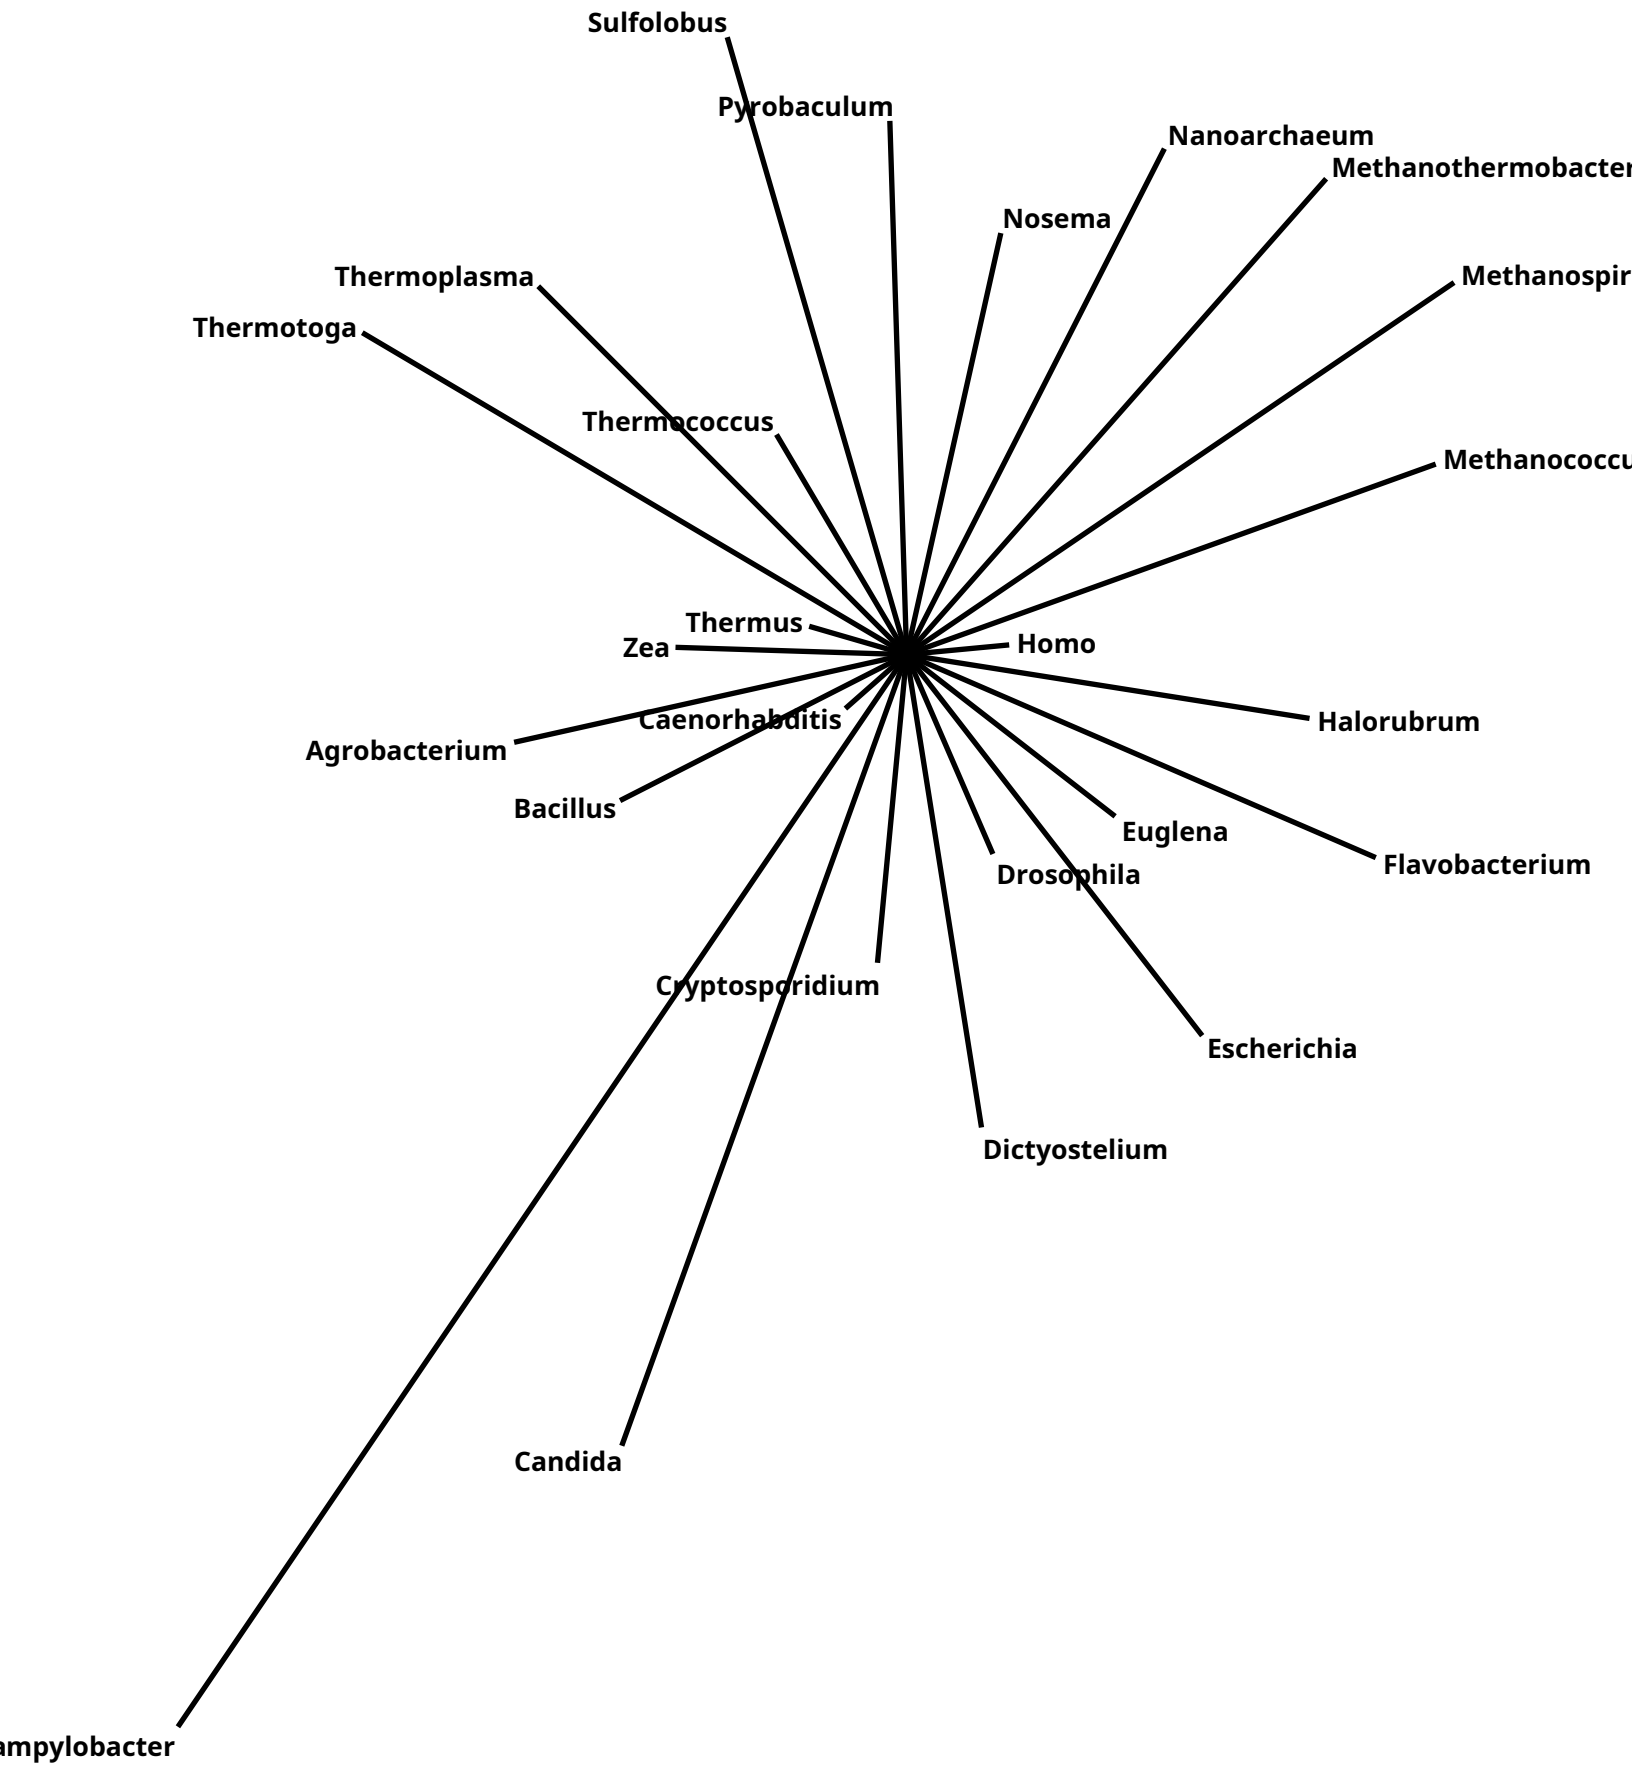 Sulfolobus
Pyrobaculum
Nanoarchaeum
Methanothermobacter
Nosema
Methanospir
Thermoplasma
Thermotoga
Thermococcus
Methanococcu
Thermus
Homo
Zea
Caenorhabditis
Halorubrum
Agrobacterium
Bacillus
Euglena
Flavobacterium
Drosophila
Cryptosporidium
Escherichia
Dictyostelium
Candida
ampylobacter